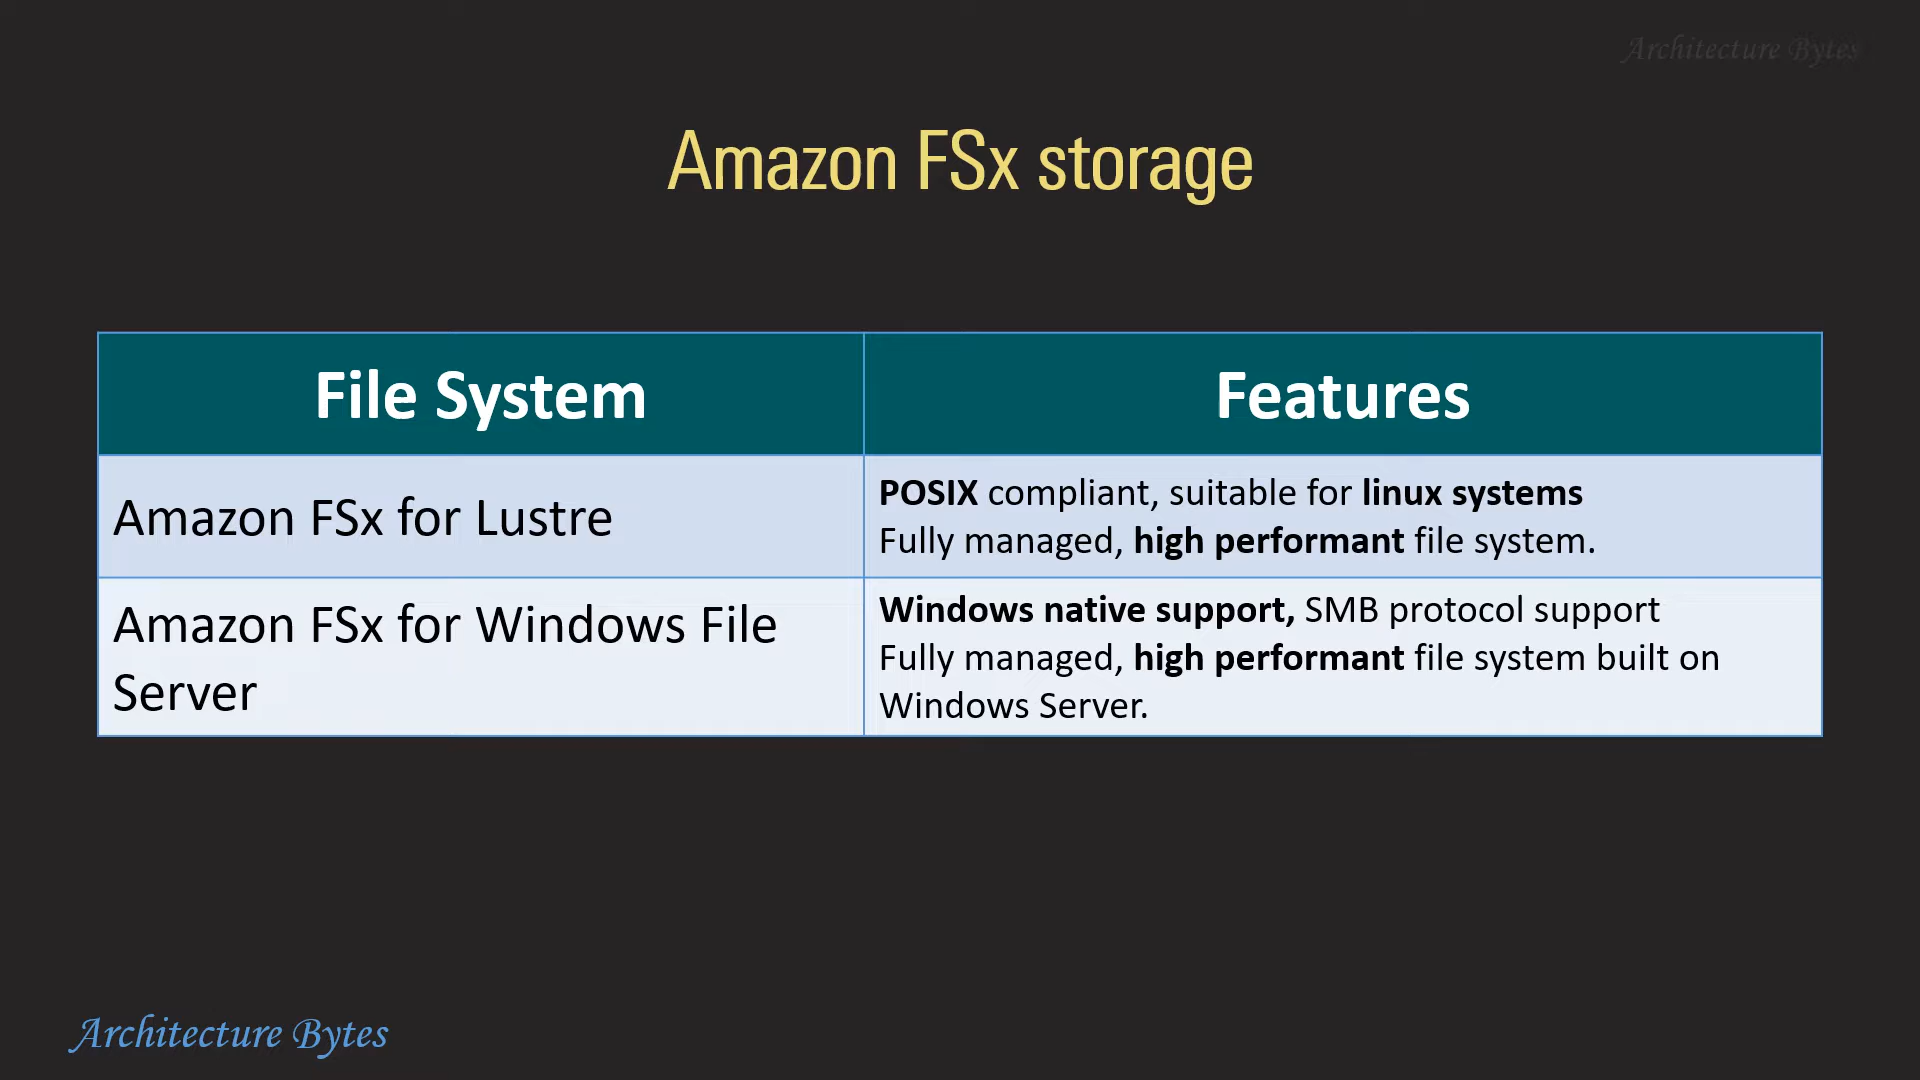 Architecture Bytes
Amazon FSx storage
File System
Features
Amazon FSx for Lustre
POSIX compliant, suitable for linux systems
Fully managed, high performant file system.
Amazon FSx for Windows File
Server
Windows native support, SMB protocol support
Fully managed, high performant file system built on
Windows Server.
Architecture Bytes